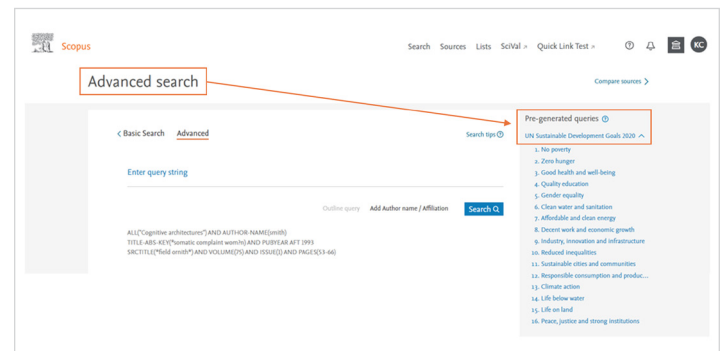 Scopus
Search Sources Lists SciVal ↗ Quick Link Test ↗ KC
Advanced search
Compare sources >
Pre-generated queries
UN Sustainable Development Goals 2020
1. No poverty
2. Zero hunger
3. Good health and well-being
4. Quality education
5. Gender equality
6. Clean water and sanitation
7. Affordable and clean energy
8. Decent work and economic growth
9. Industry, innovation and infrastructure
10. Reduced inequalities
11. Sustainable cities and communities
12. Responsible consumption and produc...
13. Climate action
14. Life below water
15. Life on land
16. Peace, justice and strong institutions
< Basic Search Advanced Search tips
Enter query string
Outline query Add Author name / Affiliation Search
ALL("Cognitive architectures") AND AUTHOR-NAME(smith)
TITLE-ABS-KEY(*somatic complaint wom?n) AND PUBYEAR AFT 1993
SRCTITLE(*field ornith*) AND VOLUME(75) AND ISSUE(1) AND PAGES(53-66)